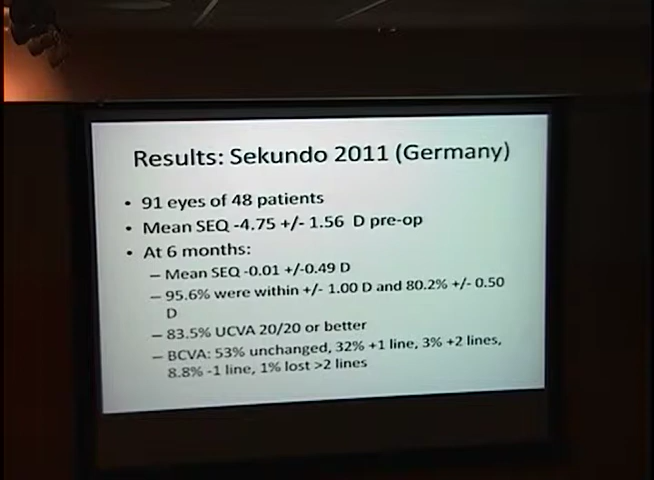 Results: Sekundo 2011 (Germany)
• 91 eyes of 48 patients
• Mean SEQ -4.75 +/- 1.56 D pre-op
• At 6 months:
– Mean SEQ -0.01 +/-0.49 D
– 95.6% were within +/- 1.00 D and 80.2% +/- 0.50
D
– 83.5% UCVA 20/20 or better
– BCVA: 53% unchanged, 32% +1 line, 3% +2 lines,
8.8% -1 line, 1% lost >2 lines